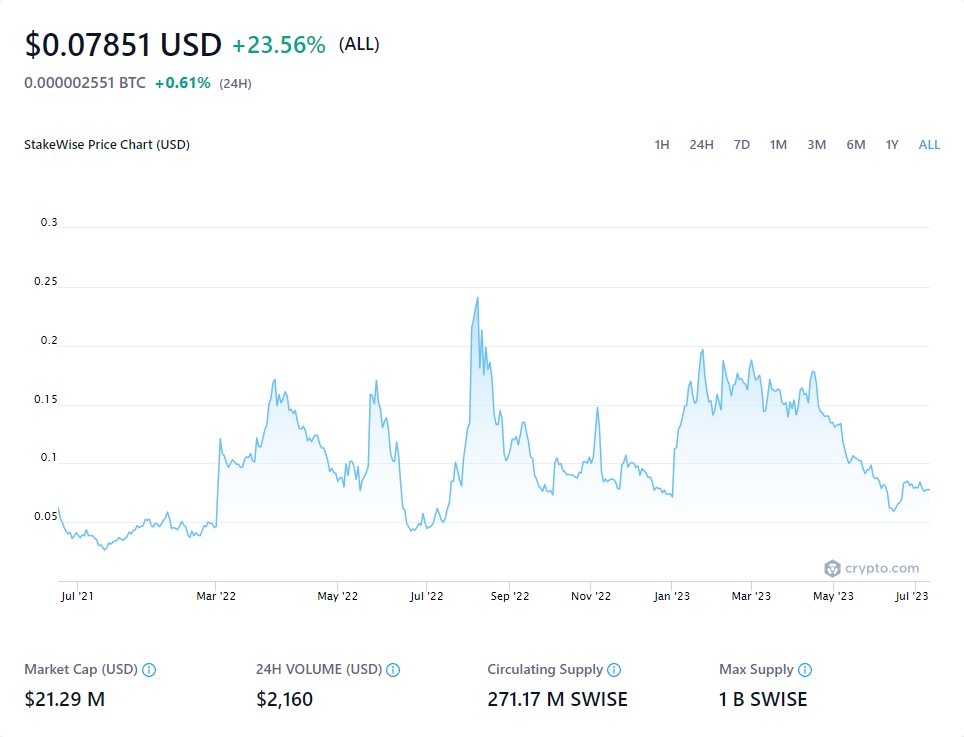 $0.07851 USD +23.56% (ALL)
0.000002551 BTC +0.61% (24H)
StakeWise Price Chart (USD) 1H 24H 7D 1M 3M 6M 1Y ALL
0.3
0.25
0.2
0.15
0.1
0.05
crypto.com
Jul '21 Mar '22 May '22 Jul '22 Sep '22 Nov '22 Jan '23 Mar '23 May '23 Jul '23
Market Cap (USD) 24H VOLUME (USD) Circulating Supply Max Supply
$21.29 M $2,160 271.17 M SWISE 1 B SWISE